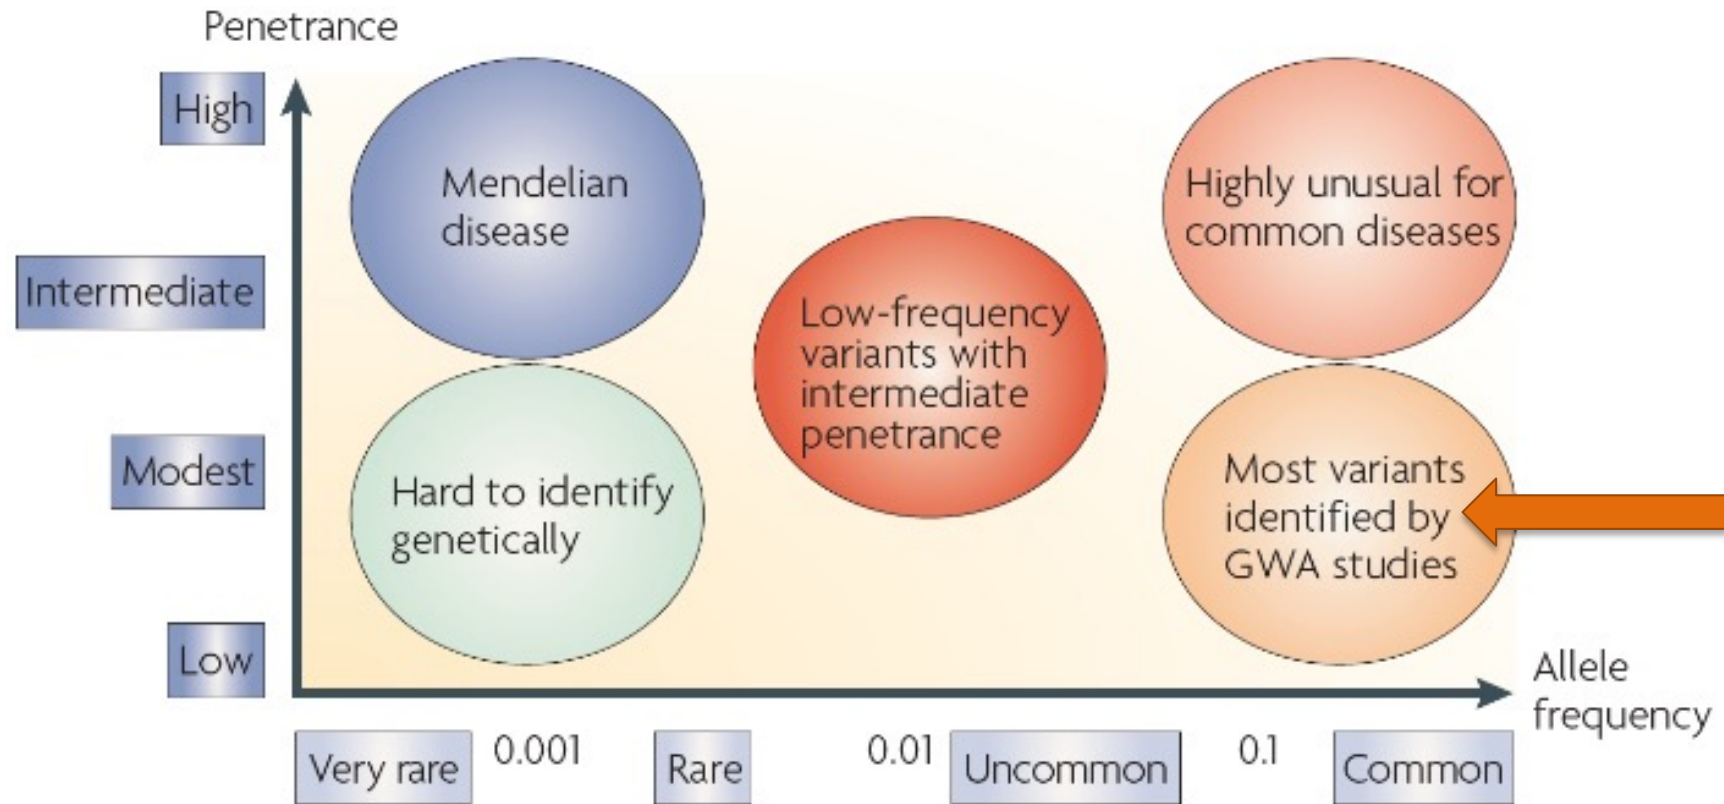 Penetrance
High
Intermediate
Modest
Low
Mendelian
disease
Highly unusual for
common diseases
Low-frequency
variants with
intermediate
penetrance
Hard to identify
genetically
Most variants
identified by
GWA studies
Allele
frequency
Very rare 0.001 Rare 0.01 Uncommon 0.1 Common